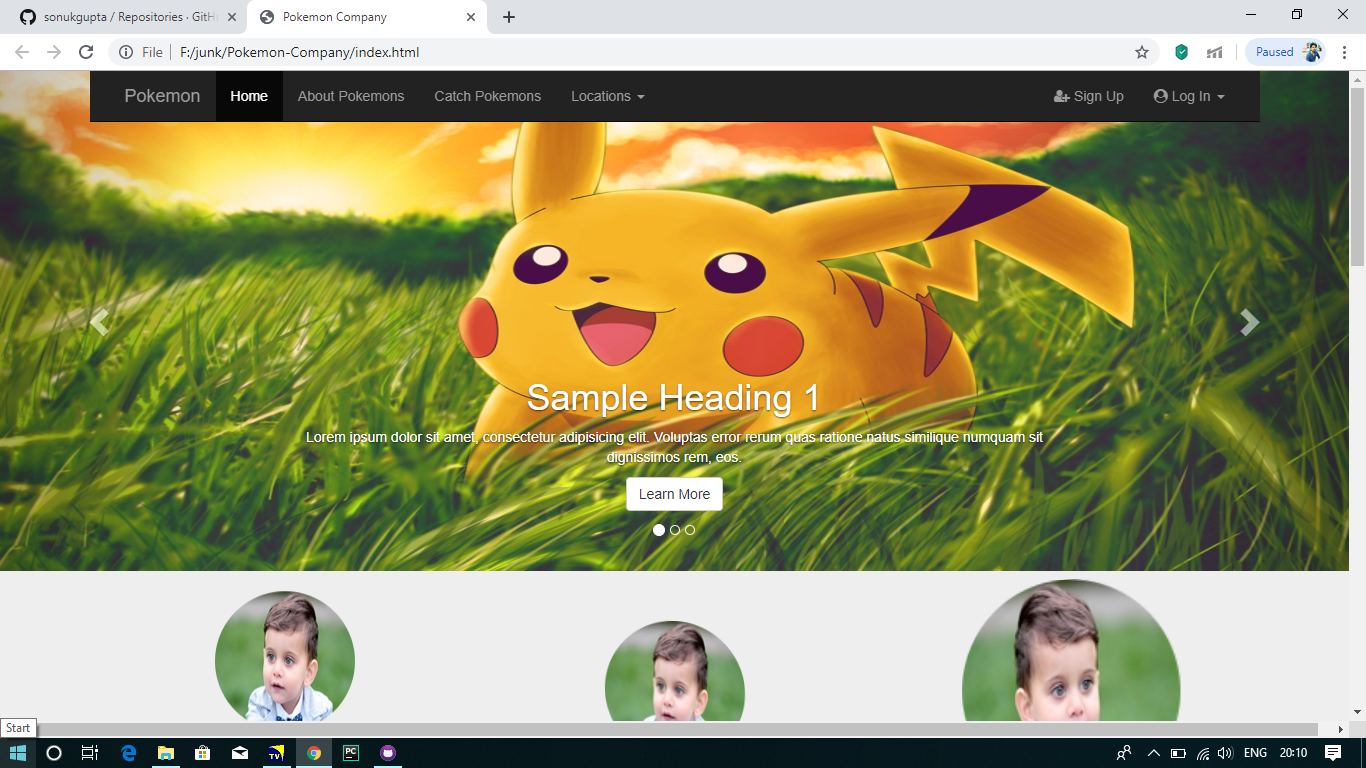 sonukgupta / Repositories · GitH
Pokemon Company
File
F:/junk/Pokemon-Company/index.html
Paused
Pokemon
Home
About Pokemons
Catch Pokemons
Locations
Sign Up
Log In
Sample Heading 1
Lorem ipsum dolor sit amet, consectetur adipisicing elit. Voluptas error rerum quas ratione natus similique numquam sit
dignissimos rem, eos.
Learn More
Start
TV
PC
ENG
20:10